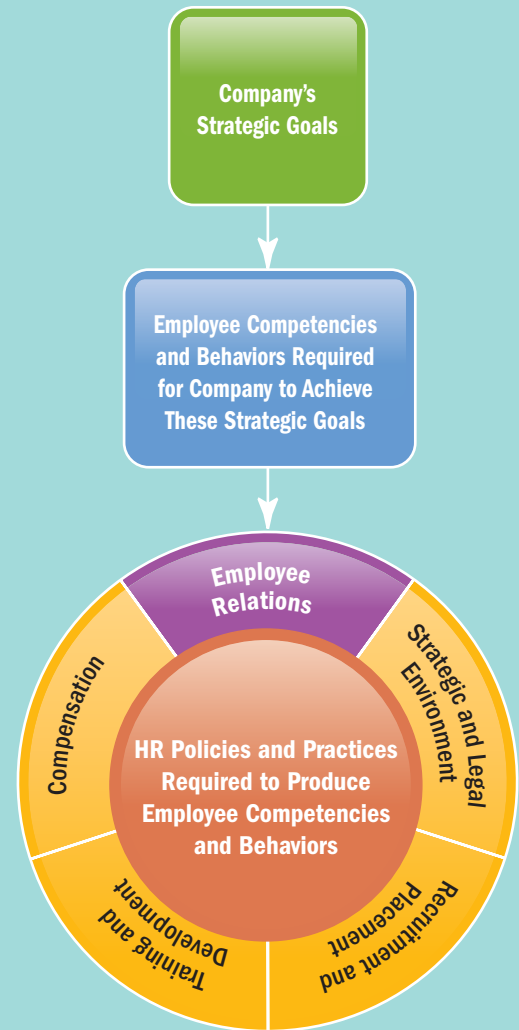 Company's
Strategic Goals
Employee Competencies
and Behaviors Required
for Company to Achieve
These Strategic Goals
Employee
Relations
Strategic and Legal
Environment
Recruitment and
Placement
Training and
Development
Compensation
HR Policies and Practices
Required to Produce
Employee Competencies
and Behaviors